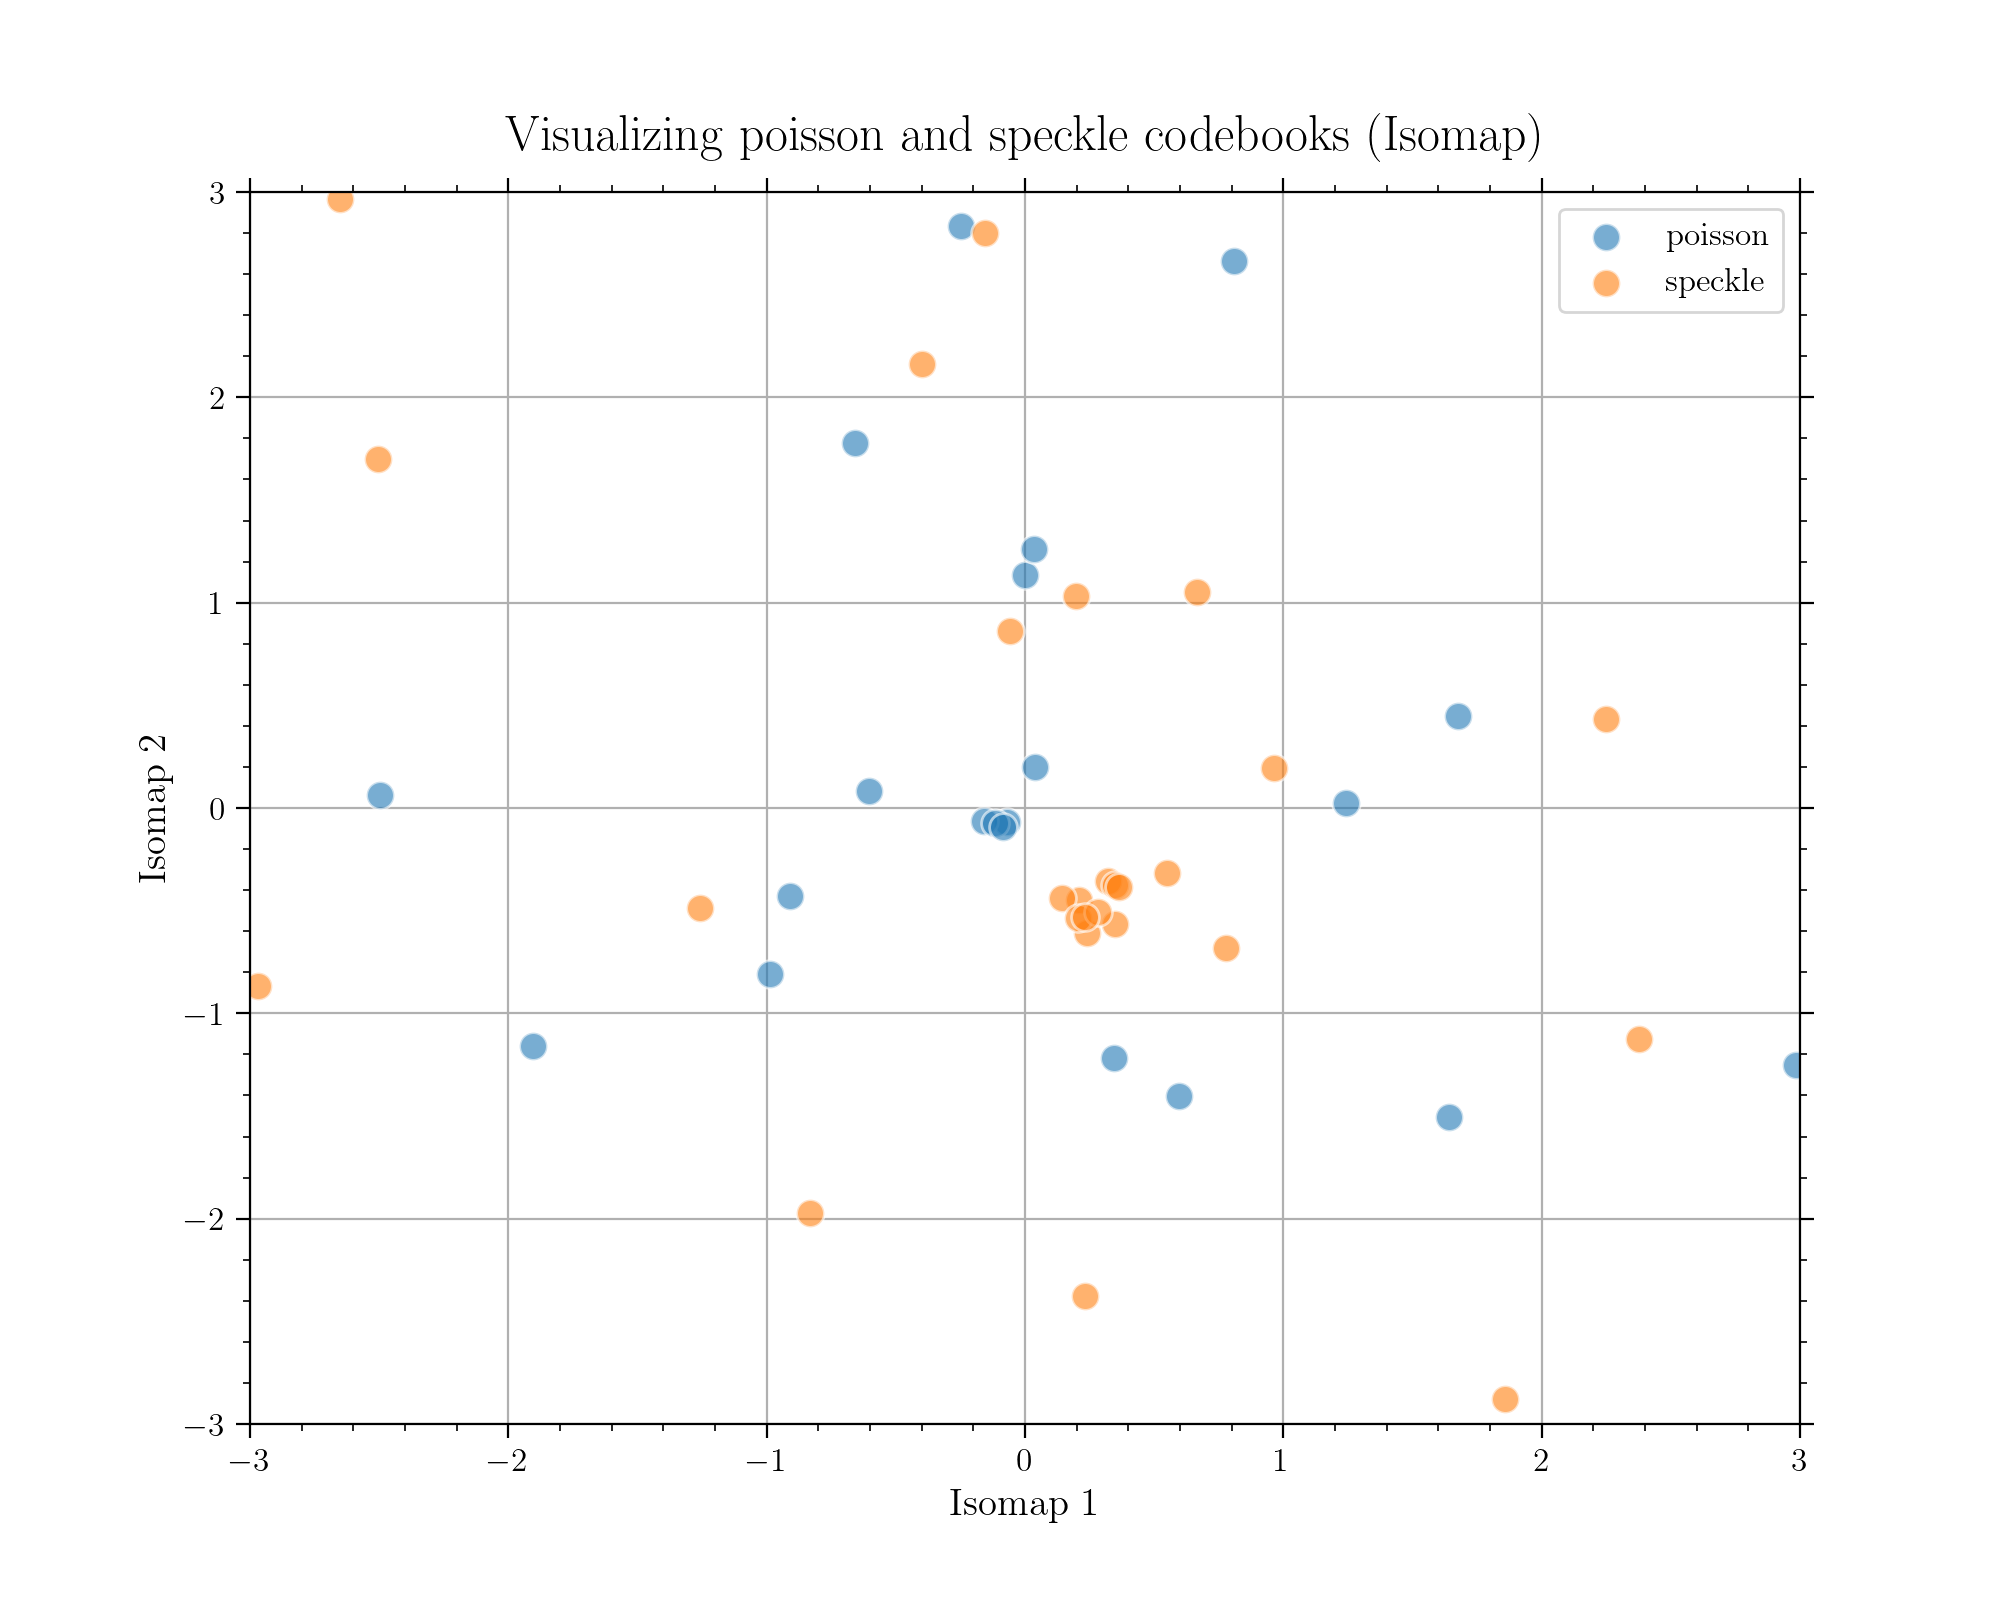 Visualizing poisson and speckle codebooks (Isomap)
poisson
speckle
3
2
1
0
−1
−2
−3
Isomap 2
−3 −2 −1 0 1 2 3
Isomap 1